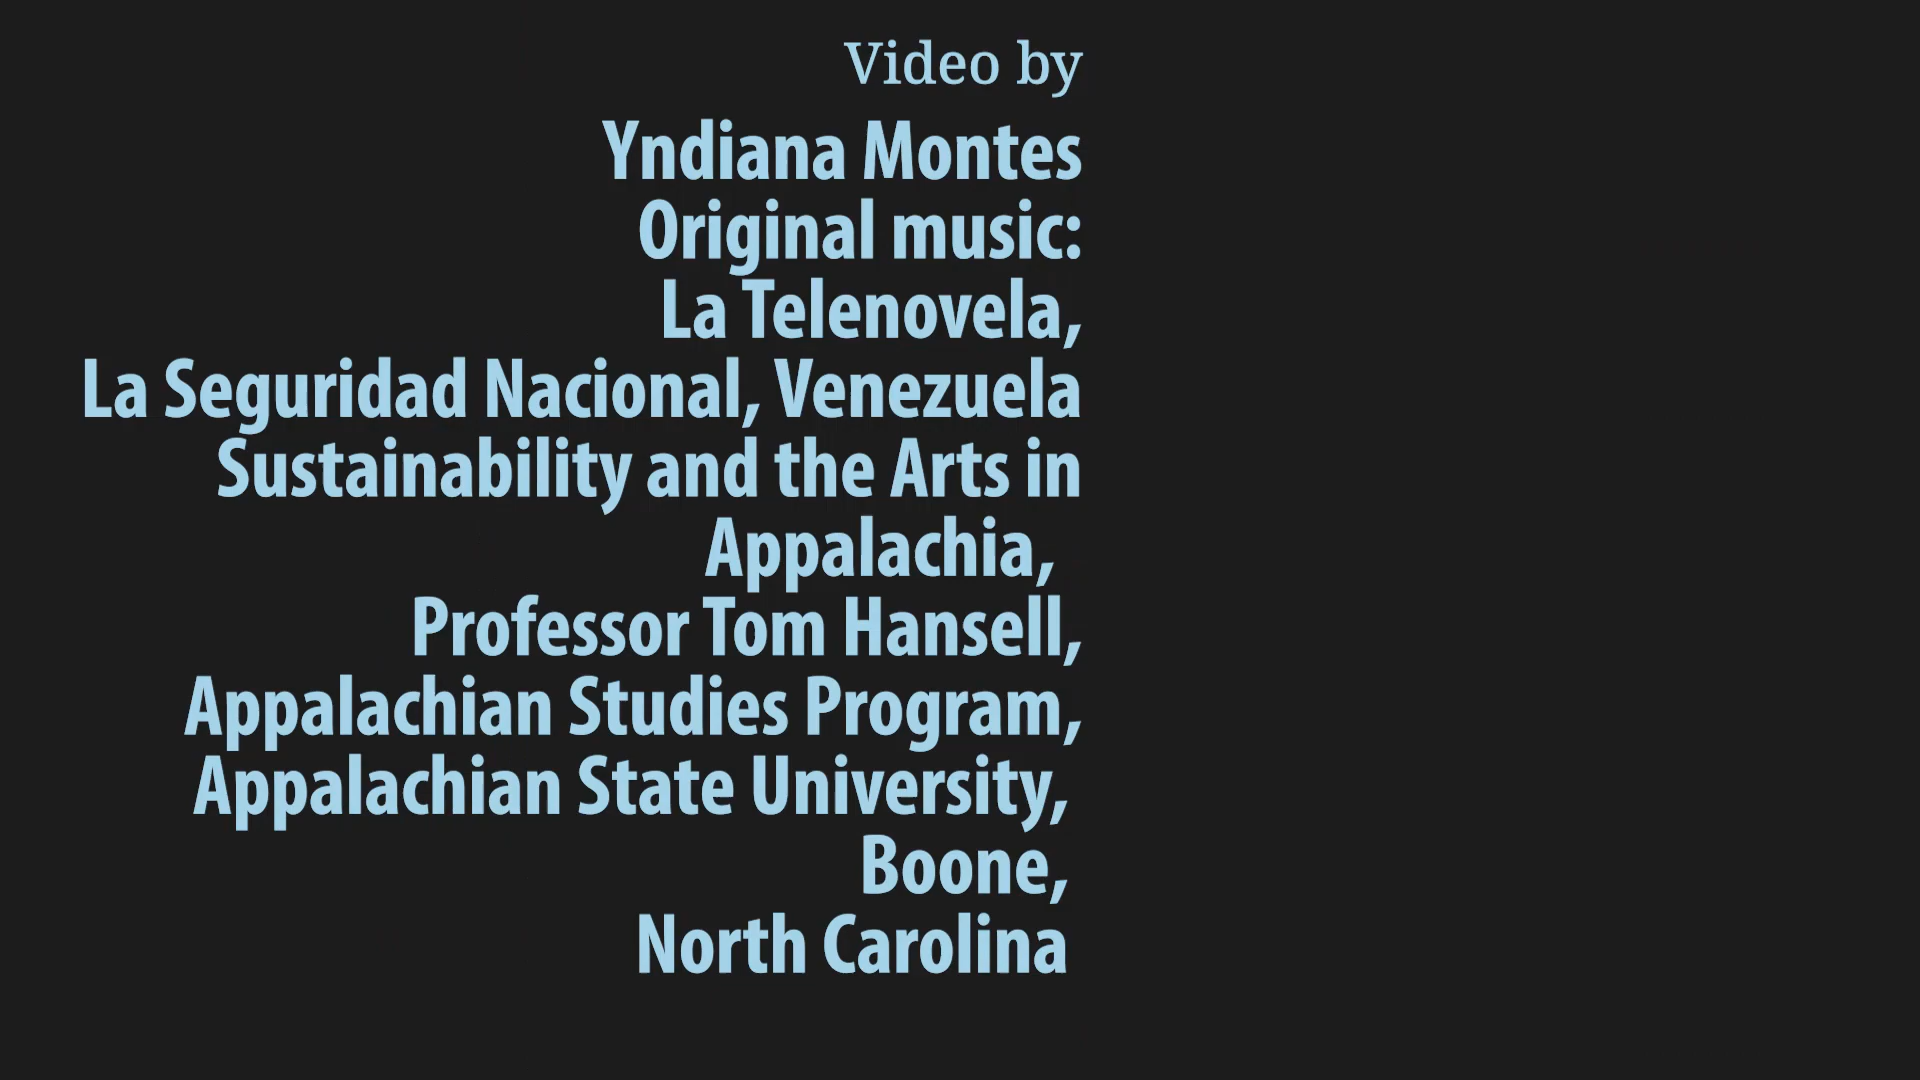 Video by
Yndiana Montes
Original music:
La Telenovela,
La Seguridad Nacional, Venezuela
Sustainability and the Arts in
Appalachia,
Professor Tom Hansell,
Appalachian Studies Program,
Appalachian State University,
Boone,
North Carolina